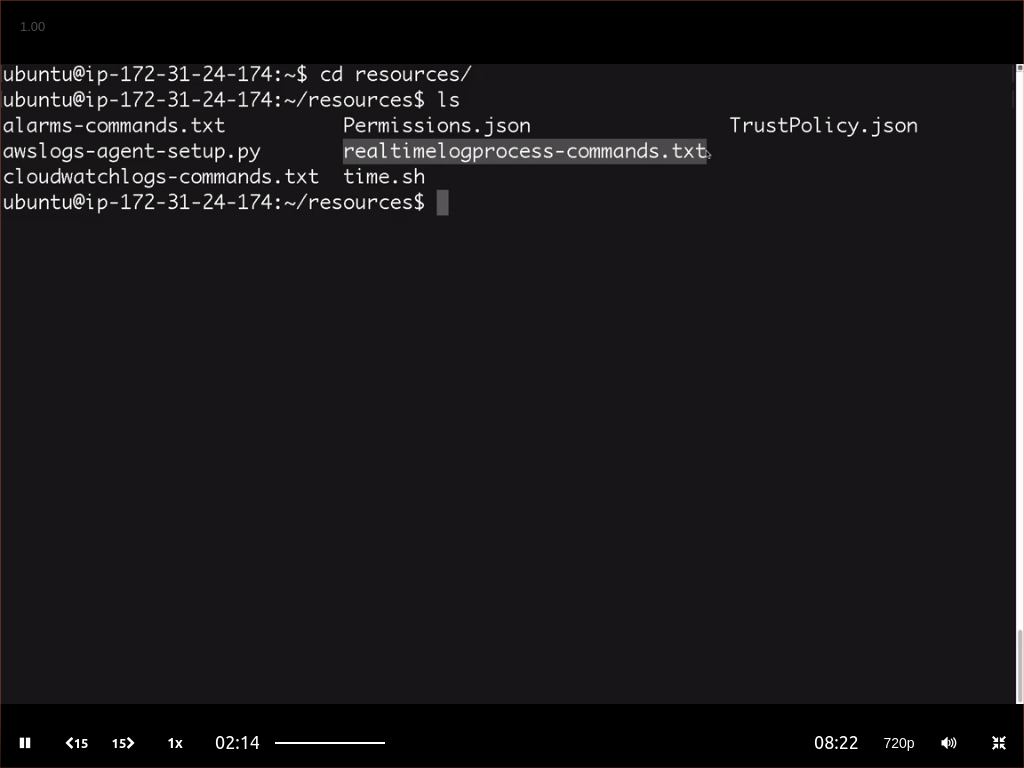 1.00
ubuntu@ip-172-31-24-174:~$ cd resources/
ubuntu@ip-172-31-24-174:~/resources$ ls
alarms-commands.txt Permissions.json TrustPolicy.json
awslogs-agent-setup.py realtimelogprocess-commands.txt
cloudwatchlogs-commands.txt time.sh
ubuntu@ip-172-31-24-174:~/resources$
15 15 1x 02:14 08:22 720p